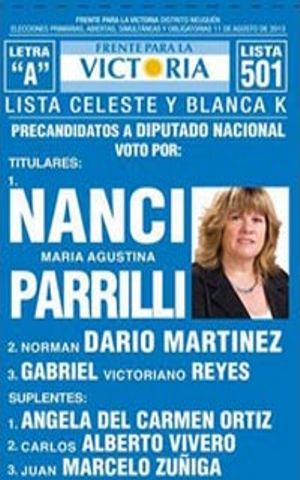 FRENTE PARA LA VICTORIA DISTRITO NEUQUÉN
ELECCIONES PRIMARIAS, ABIERTAS, SIMULTÁNEAS Y OBLIGATORIAS 11 DE AGOSTO DE 2013
LETRA
"A"
FRENTE PARA LA
VICTORIA
LISTA
501
LISTA CELESTE Y BLANCA K
PRECANDIDATOS A DIPUTADO NACIONAL
VOTO POR:
TITULARES:
1.
NANCI
MARIA AGUSTINA
PARRILLI
2. NORMAN DARIO MARTINEZ
3. GABRIEL VICTORIANO REYES
SUPLENTES:
1. ANGELA DEL CARMEN ORTIZ
2. CARLOS ALBERTO VIVERO
3. JUAN MARCELO ZUÑIGA